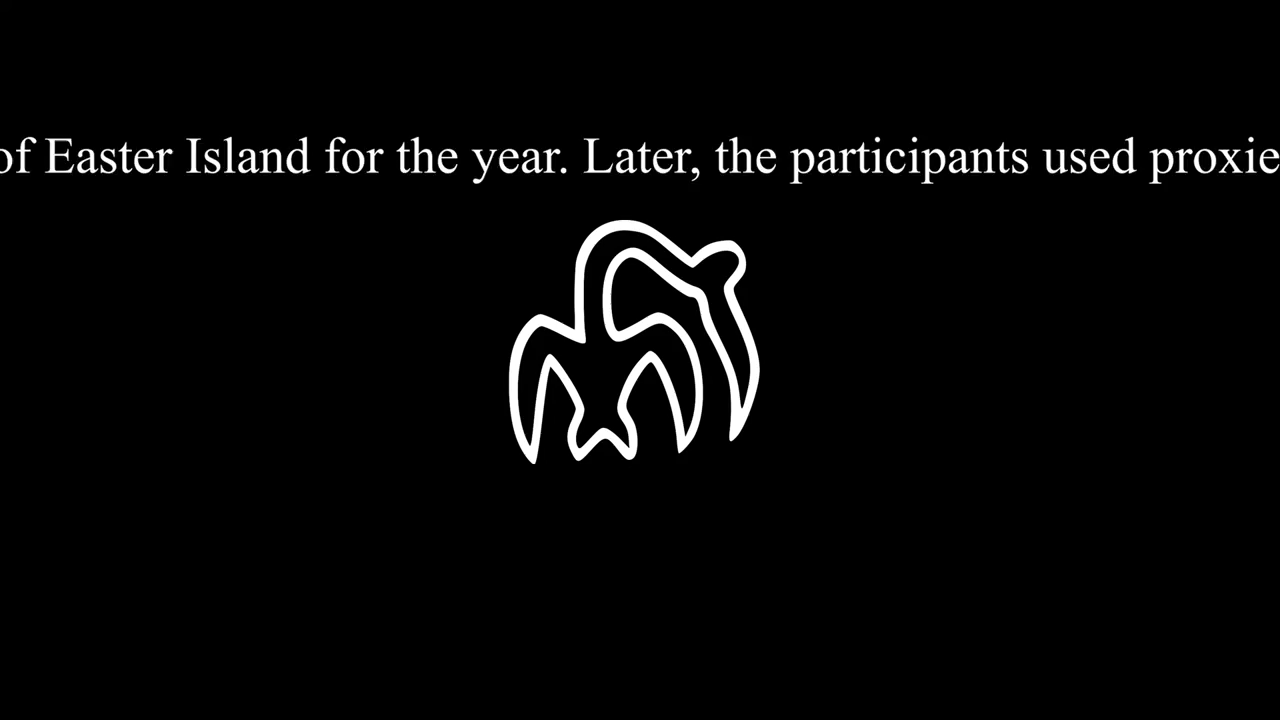 of Easter Island for the year. Later, the participants used proxie